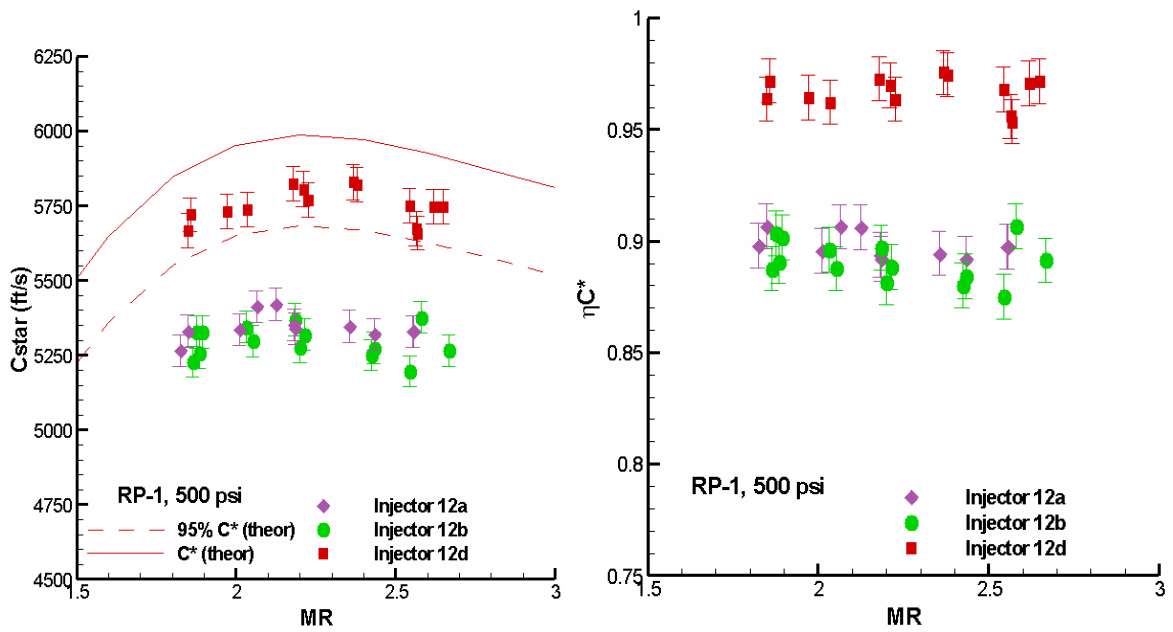 6250
6000
5750
5500
5250
5000
4750
4500
Cstar (ft/s)
RP-1, 500 psi
95% C* (theor)
C* (theor)
Injector 12a
Injector 12b
Injector 12d
1.5
2
2.5
3
MR
1
0.95
0.9
0.85
0.8
0.75
ηC*
RP-1, 500 psi
Injector 12a
Injector 12b
Injector 12d
1.5
2
2.5
3
MR